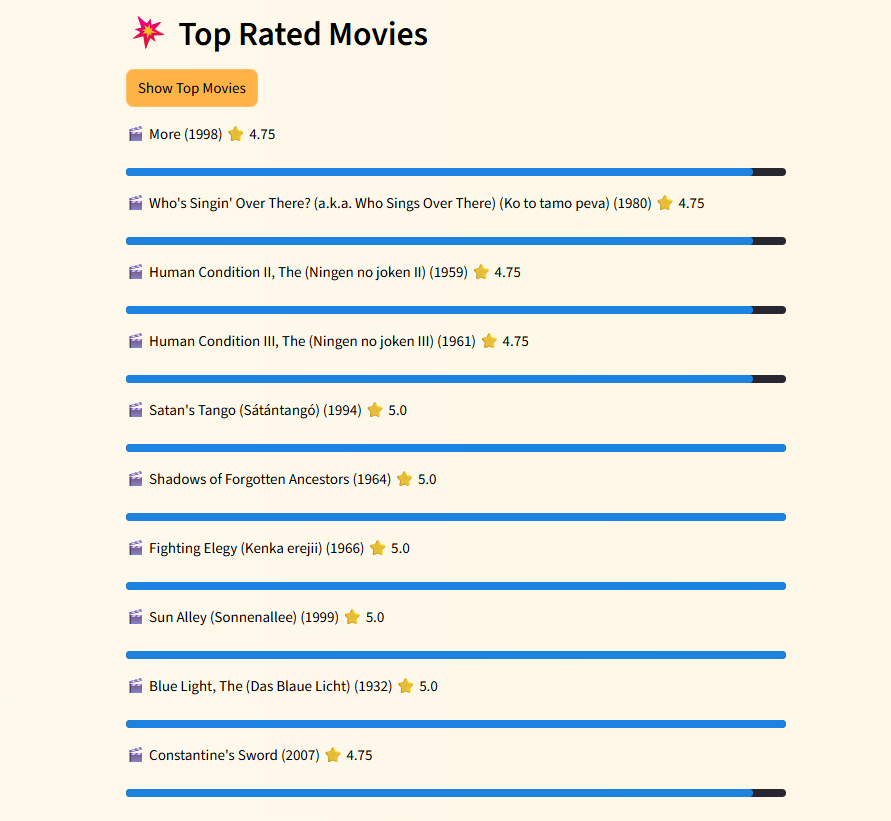 Top Rated Movies
Show Top Movies
More (1998) ⭐ 4.75
Who's Singin' Over There? (a.k.a. Who Sings Over There) (Ko to tamo peva) (1980) ⭐ 4.75
Human Condition II, The (Ningen no joken II) (1959) ⭐ 4.75
Human Condition III, The (Ningen no joken III) (1961) ⭐ 4.75
Satan's Tango (Sátántangó) (1994) ⭐ 5.0
Shadows of Forgotten Ancestors (1964) ⭐ 5.0
Fighting Elegy (Kenka erejii) (1966) ⭐ 5.0
Sun Alley (Sonnenallee) (1999) ⭐ 5.0
Blue Light, The (Das Blaue Licht) (1932) ⭐ 5.0
Constantine's Sword (2007) ⭐ 4.75